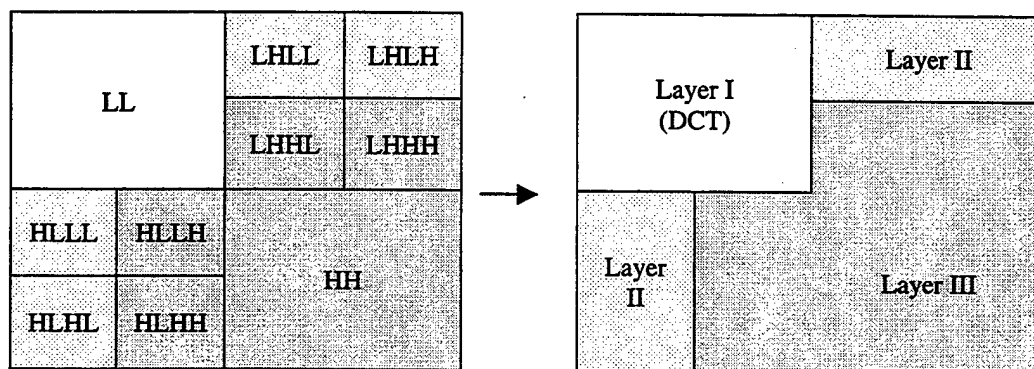 LL
LHLL
LHLH
LHHL
LHHH
HLLL
HLLH
HLHL
HLHH
HH
Layer I
(DCT)
Layer II
Layer
II
Layer III